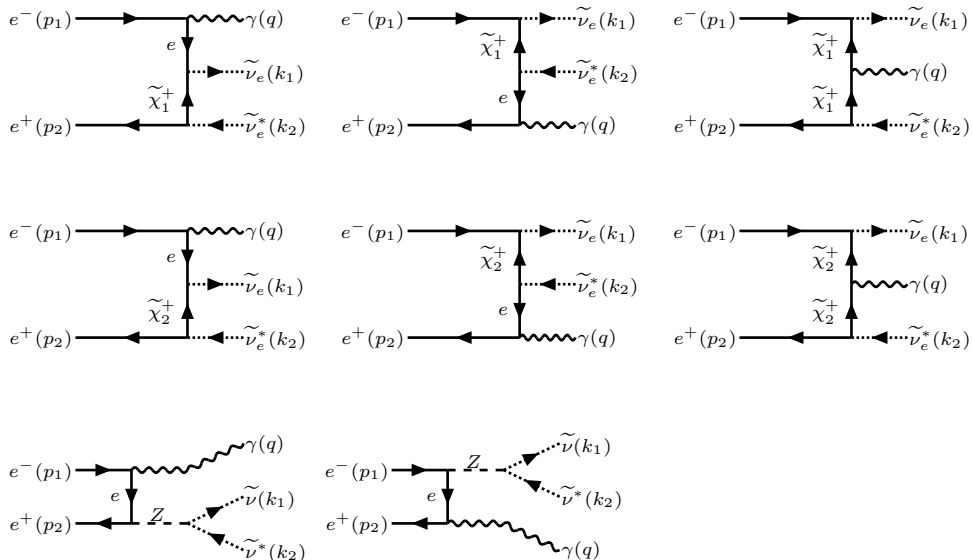 e⁻(p₁) γ(q) e⁻(p₁) ν̃ₑ(k₁) e⁻(p₁) ν̃ₑ(k₁)
e χ̃₁⁺ χ̃₁⁺
ν̃ₑ(k₁) ν̃ₑ*(k₂) γ(q)
χ̃₁⁺ e χ̃₁⁺
e⁺(p₂) ν̃ₑ*(k₂) e⁺(p₂) γ(q) e⁺(p₂) ν̃ₑ*(k₂)
e⁻(p₁) γ(q) e⁻(p₁) ν̃ₑ(k₁) e⁻(p₁) ν̃ₑ(k₁)
e χ̃₂⁺ χ̃₂⁺
ν̃ₑ(k₁) ν̃ₑ*(k₂) γ(q)
χ̃₂⁺ e χ̃₂⁺
e⁺(p₂) ν̃ₑ*(k₂) e⁺(p₂) γ(q) e⁺(p₂) ν̃ₑ*(k₂)
γ(q) ν̃(k₁)
e⁻(p₁) e⁻(p₁) Z
e ν̃(k₁) e ν̃*(k₂)
e⁺(p₂) Z e⁺(p₂)
ν̃*(k₂) γ(q)